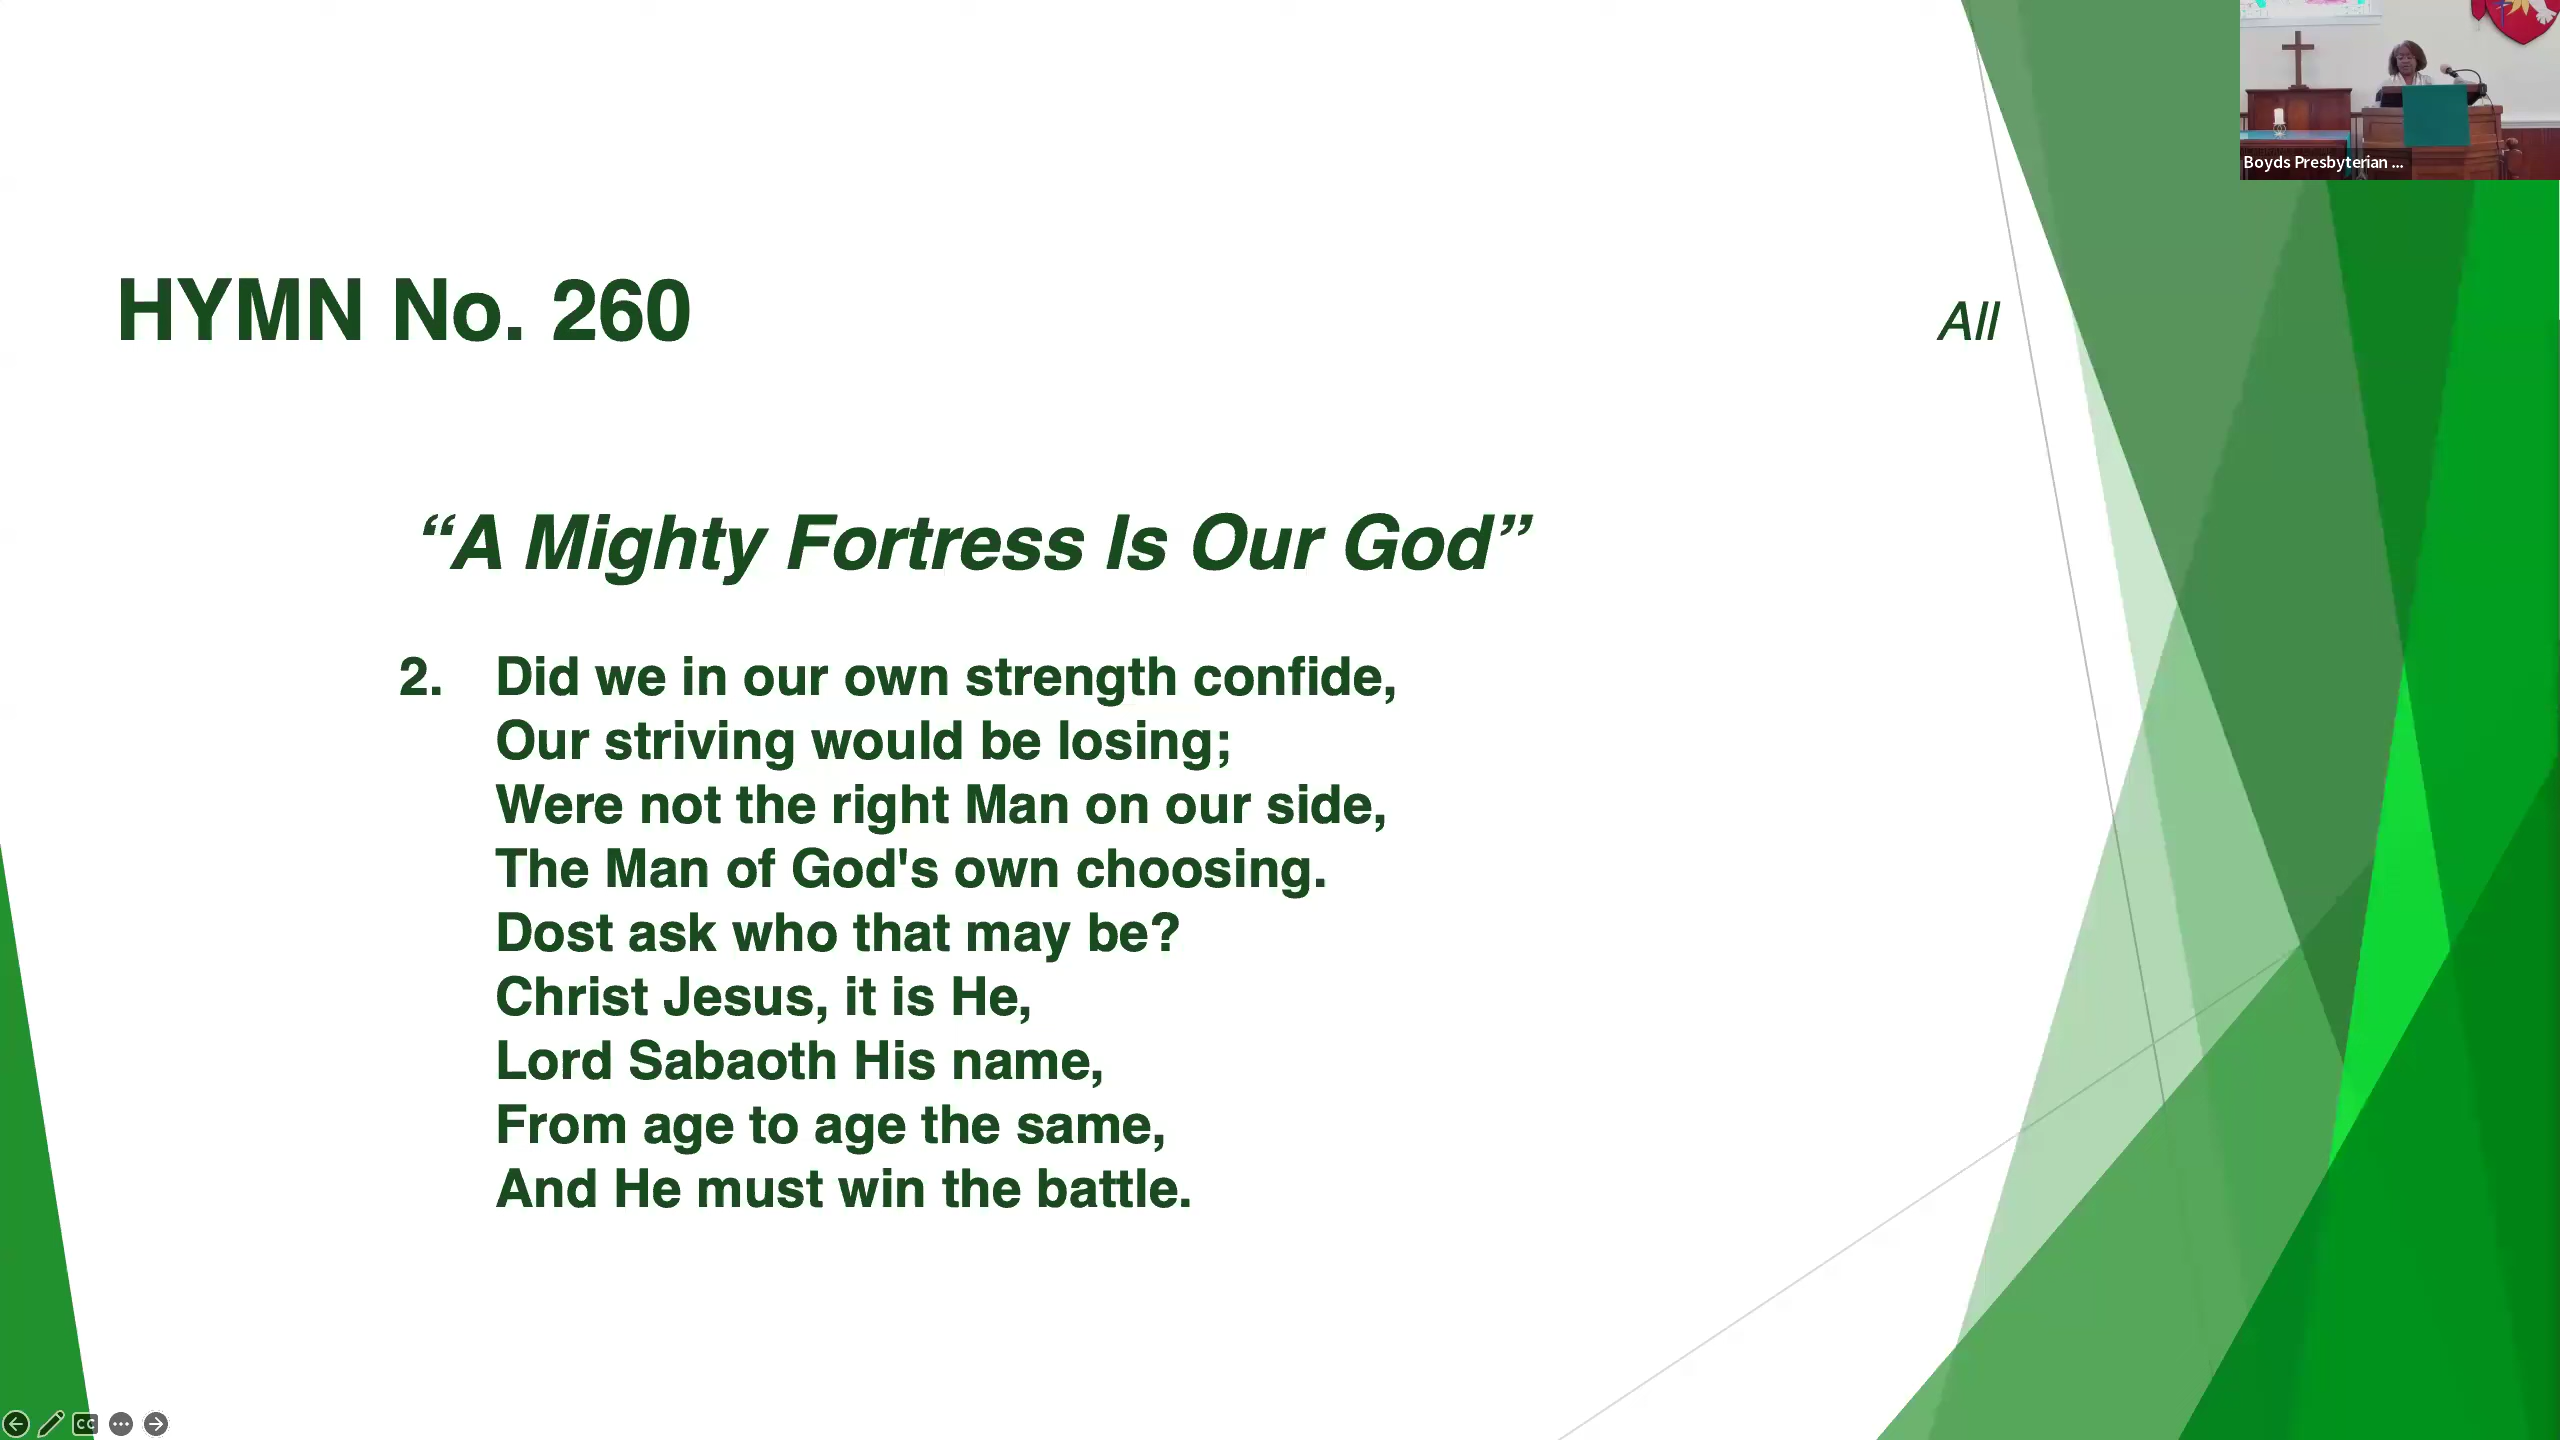 Boyds Presbyterian ...
HYMN No. 260
All
“A Mighty Fortress Is Our God”
2. Did we in our own strength confide,
Our striving would be losing;
Were not the right Man on our side,
The Man of God's own choosing.
Dost ask who that may be?
Christ Jesus, it is He,
Lord Sabaoth His name,
From age to age the same,
And He must win the battle.
CC